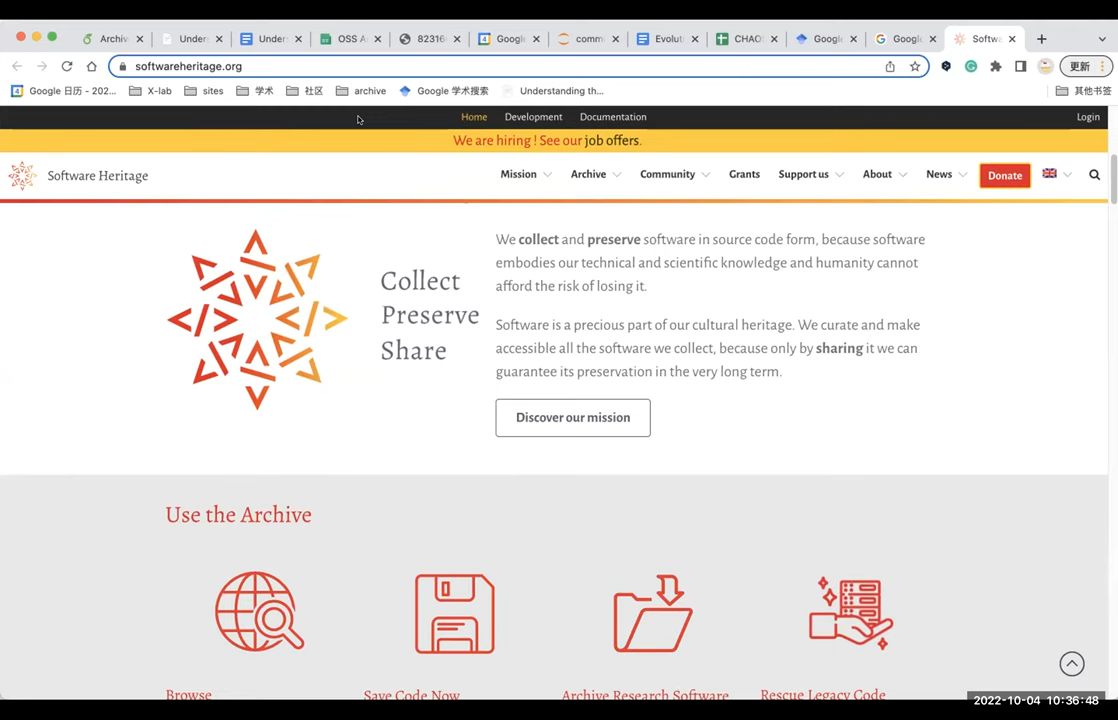 Archiv
Unders
Unders
OSS A
82316
Google
comm
Evoluti
CHAO
Google
Google
Softwa
softwareheritage.org
更新
Google 日历 - 202...
X-lab
sites
学术
社区
archive
Google 学术搜索
Understanding th...
其他书签
Home
Development
Documentation
Login
We are hiring ! See our job offers.
Software Heritage
Mission
Archive
Community
Grants
Support us
About
News
Donate
Collect
Preserve
Share
We collect and preserve software in source code form, because software
embodies our technical and scientific knowledge and humanity cannot
afford the risk of losing it.
Software is a precious part of our cultural heritage. We curate and make
accessible all the software we collect, because only by sharing it we can
guarantee its preservation in the very long term.
Discover our mission
Use the Archive
Browse
Save Code Now
Archive Research Software
Rescue Legacy Code
2022-10-04 10:36:48